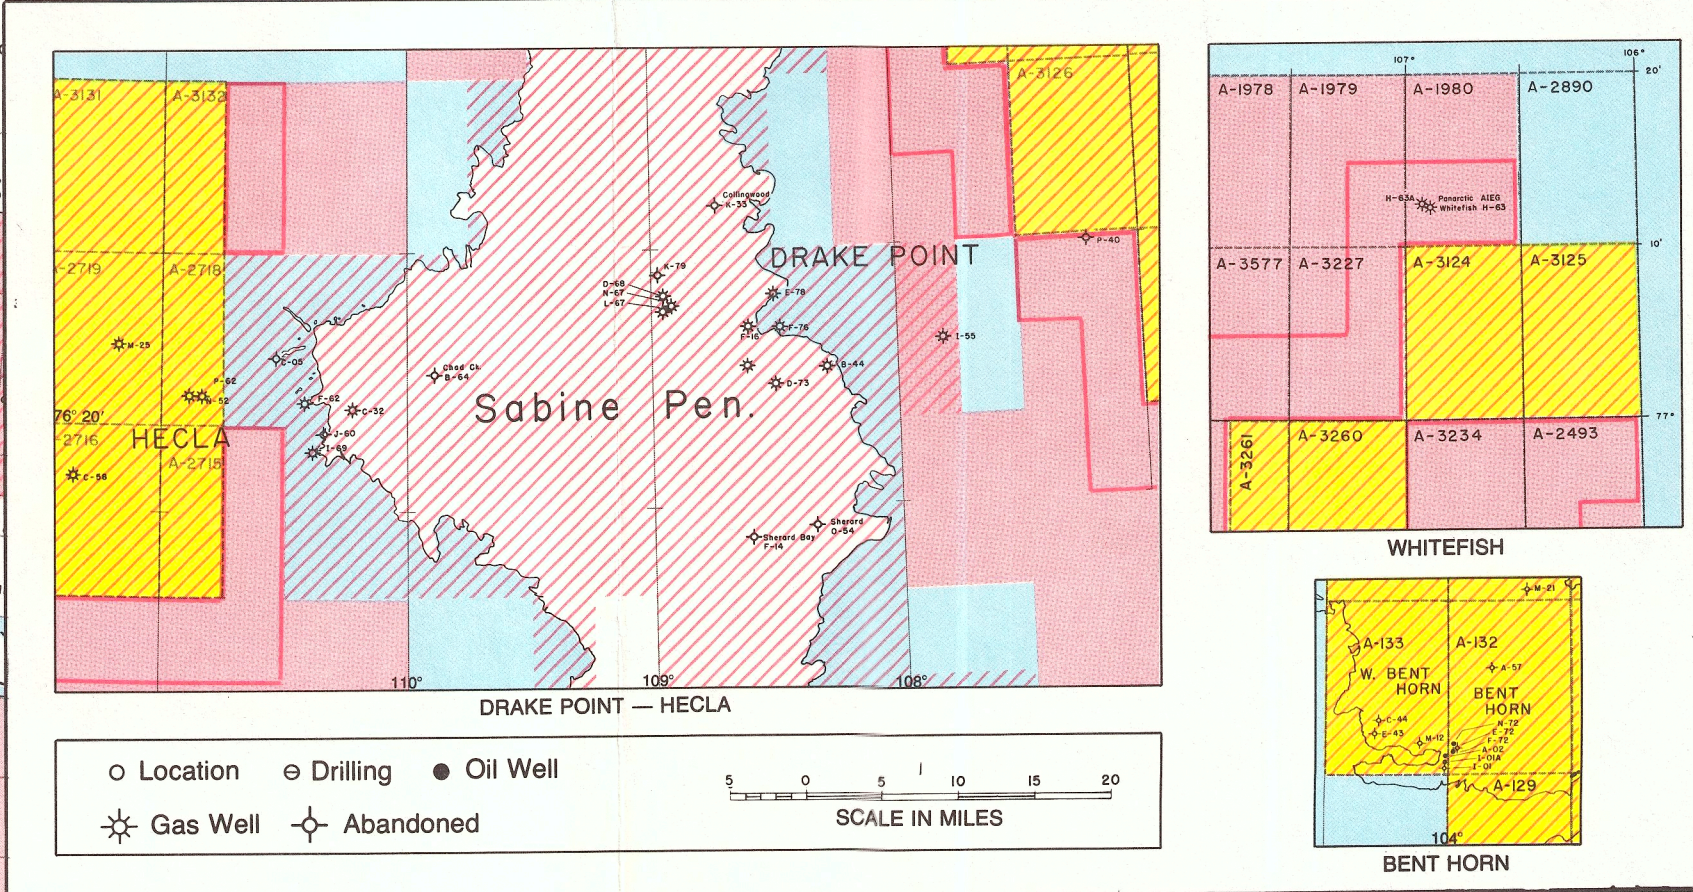 A-3131
A-3132
A-3126
Collingwood
K-33
P-40
DRAKE POINT
A-2719
A-2718
K-79
D-68
N-67
L-67
E-78
F-16
F-76
I-55
M-25
C-05
Chad Ck.
B-64
B-44
D-73
P-62
N-52
F-62
C-32
Sabine Pen.
76° 20'
-2716
HECLA
J-60
A-2715
I-69
C-58
Sherard
O-54
Sherard Bay
F-14
110°
109°
108°
DRAKE POINT — HECLA
Location
Drilling
Oil Well
Gas Well
Abandoned
5 0 5 10 15 20
SCALE IN MILES
107°
106°
20'
A-1978
A-1979
A-1980
A-2890
H-63A
Panarctic AIEG
Whitefish H-63
10'
A-3577
A-3227
A-3124
A-3125
77°
A-3261
A-3260
A-3234
A-2493
WHITEFISH
M-21
A-133
A-132
A-57
W. BENT
HORN
BENT
HORN
C-44
E-43
M-12
N-72
E-72
F-72
A-02
I-01A
I-01
A-129
104°
BENT HORN